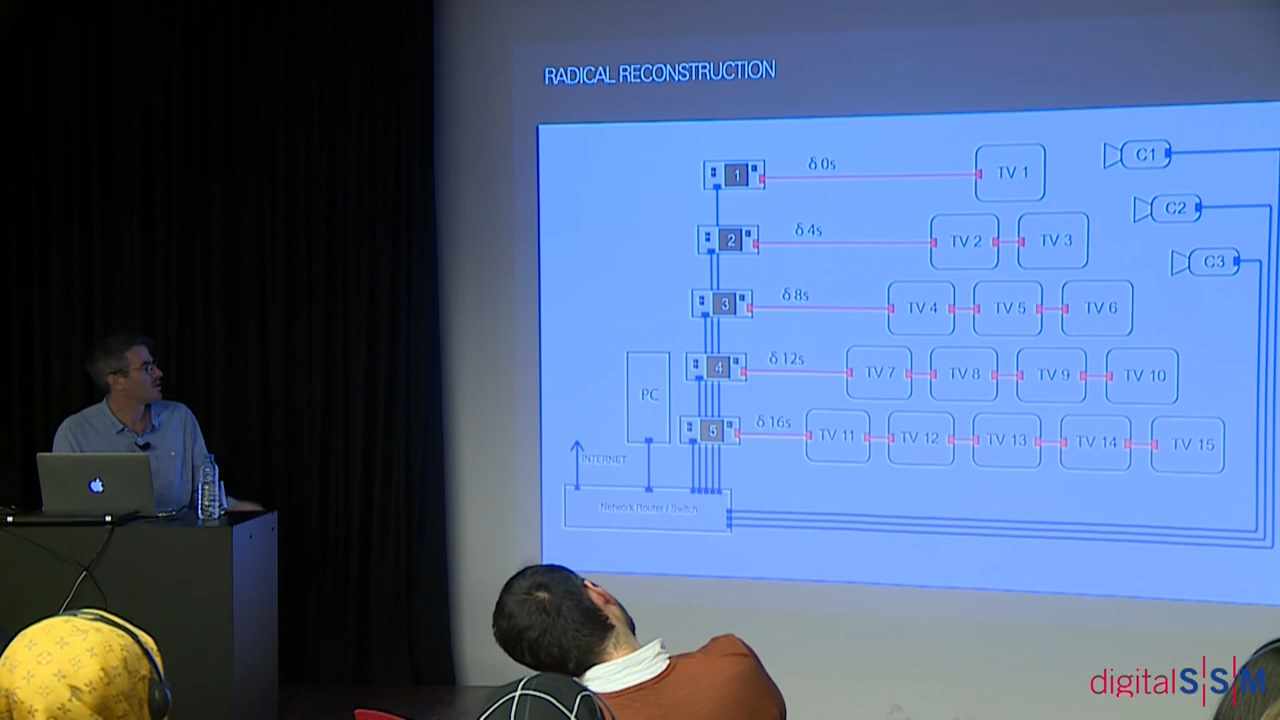 RADICAL RECONSTRUCTION
1 δ 0s TV 1 C1
2 δ 4s TV 2 TV 3 C2
3 δ 8s TV 4 TV 5 TV 6 C3
4 δ 12s TV 7 TV 8 TV 9 TV 10
PC
5 δ 16s TV 11 TV 12 TV 13 TV 14 TV 15
INTERNET
Network Router / Switch
digitalSSM